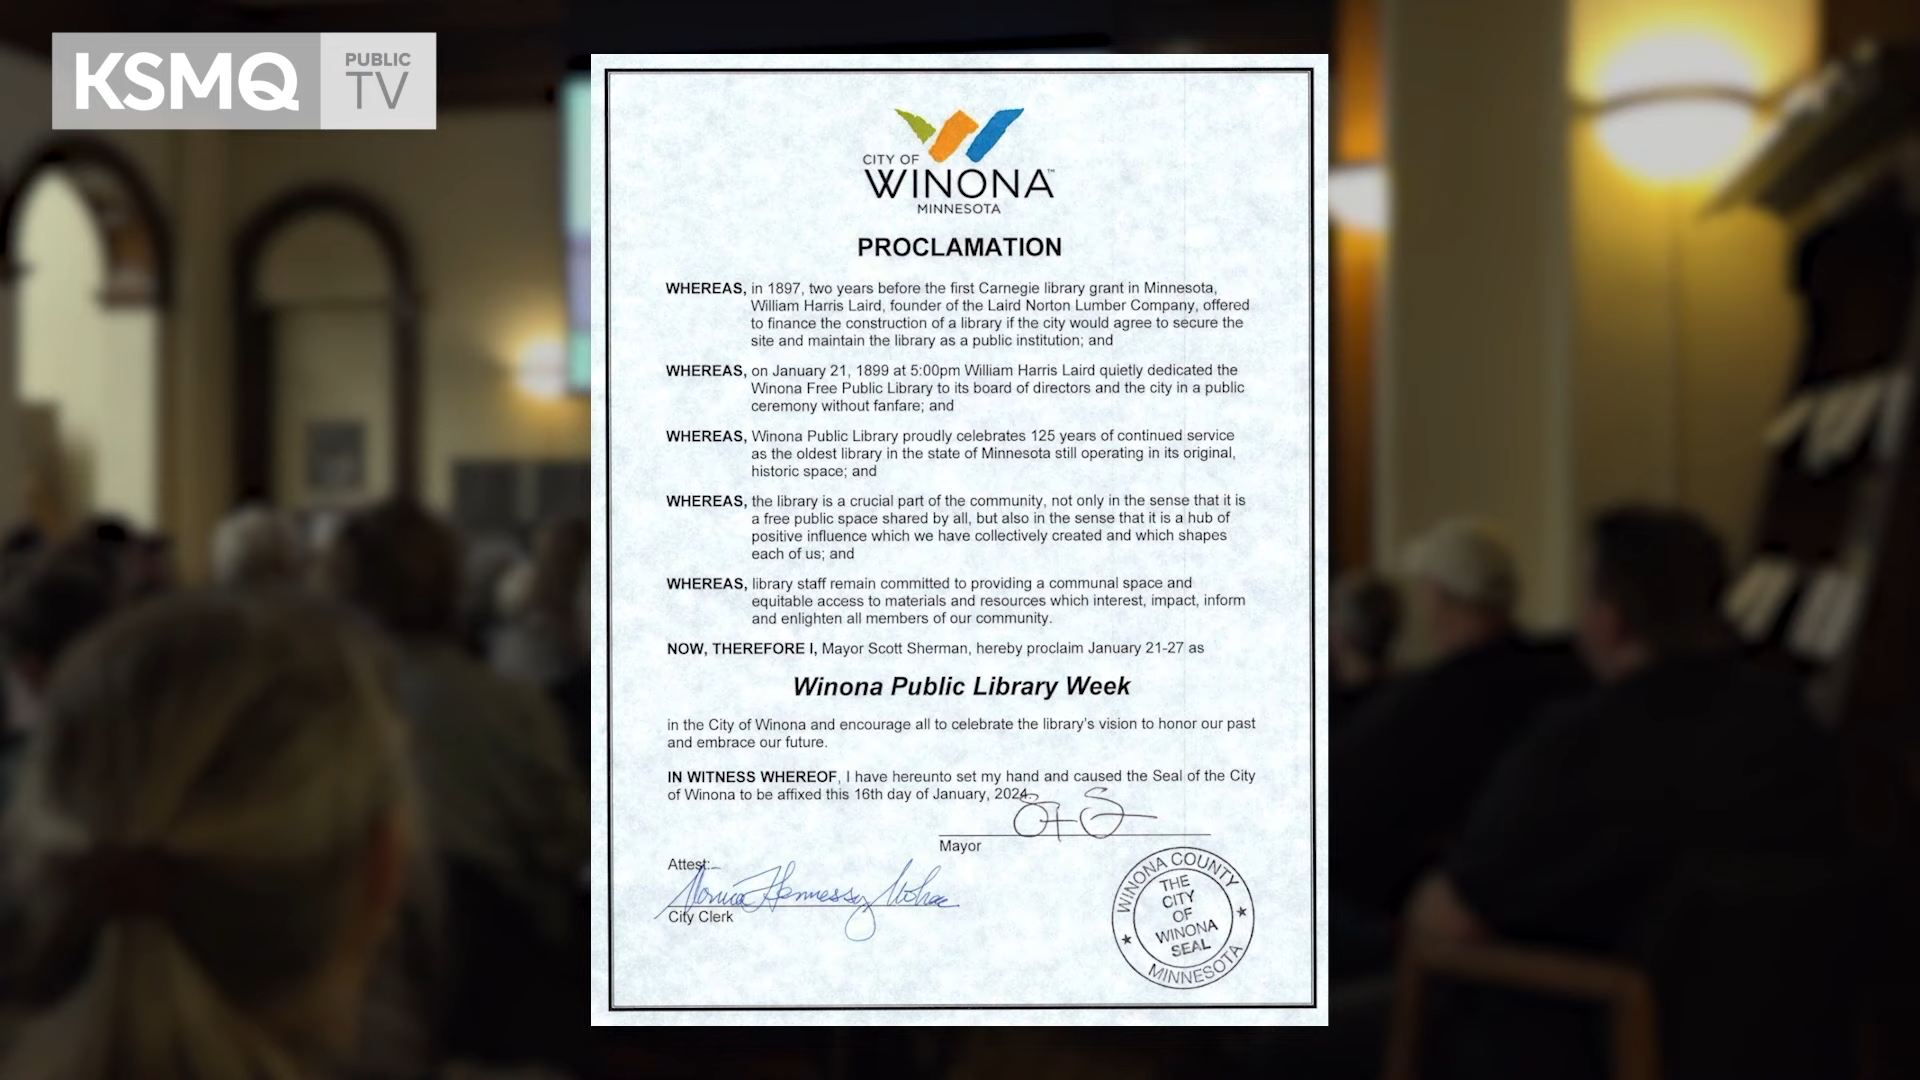 KSMQ PUBLIC TV
CITY OF
WINONA™
MINNESOTA
PROCLAMATION
WHEREAS, in 1897, two years before the first Carnegie library grant in Minnesota,
William Harris Laird, founder of the Laird Norton Lumber Company, offered
to finance the construction of a library if the city would agree to secure the
site and maintain the library as a public institution; and
WHEREAS, on January 21, 1899 at 5:00pm William Harris Laird quietly dedicated the
Winona Free Public Library to its board of directors and the city in a public
ceremony without fanfare; and
WHEREAS, Winona Public Library proudly celebrates 125 years of continued service
as the oldest library in the state of Minnesota still operating in its original,
historic space; and
WHEREAS, the library is a crucial part of the community, not only in the sense that it is
a free public space shared by all, but also in the sense that it is a hub of
positive influence which we have collectively created and which shapes
each of us; and
WHEREAS, library staff remain committed to providing a communal space and
equitable access to materials and resources which interest, impact, inform
and enlighten all members of our community.
NOW, THEREFORE I, Mayor Scott Sherman, hereby proclaim January 21-27 as
Winona Public Library Week
in the City of Winona and encourage all to celebrate the library's vision to honor our past
and embrace our future.
IN WITNESS WHEREOF, I have hereunto set my hand and caused the Seal of the City
of Winona to be affixed this 16th day of January, 2024.
Mayor
Attest:
Hennessy
City Clerk
WINONA COUNTY
THE
CITY
OF
WINONA
SEAL
MINNESOTA